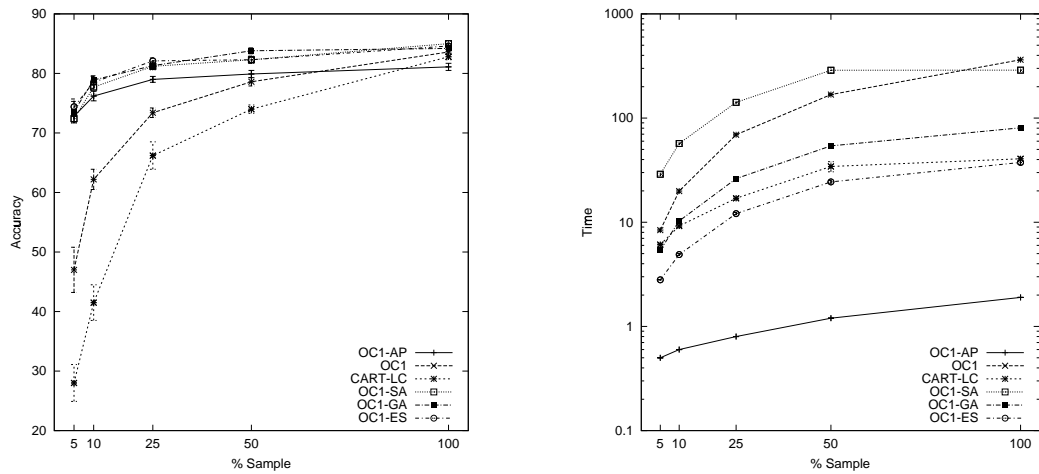 90
80
70
60
50
40
30
20
Accuracy
5 10 25 50 100
% Sample
OC1-AP
OC1
CART-LC
OC1-SA
OC1-GA
OC1-ES
1000
100
10
1
0.1
Time
5 10 25 50 100
% Sample
OC1-AP
OC1
CART-LC
OC1-SA
OC1-GA
OC1-ES